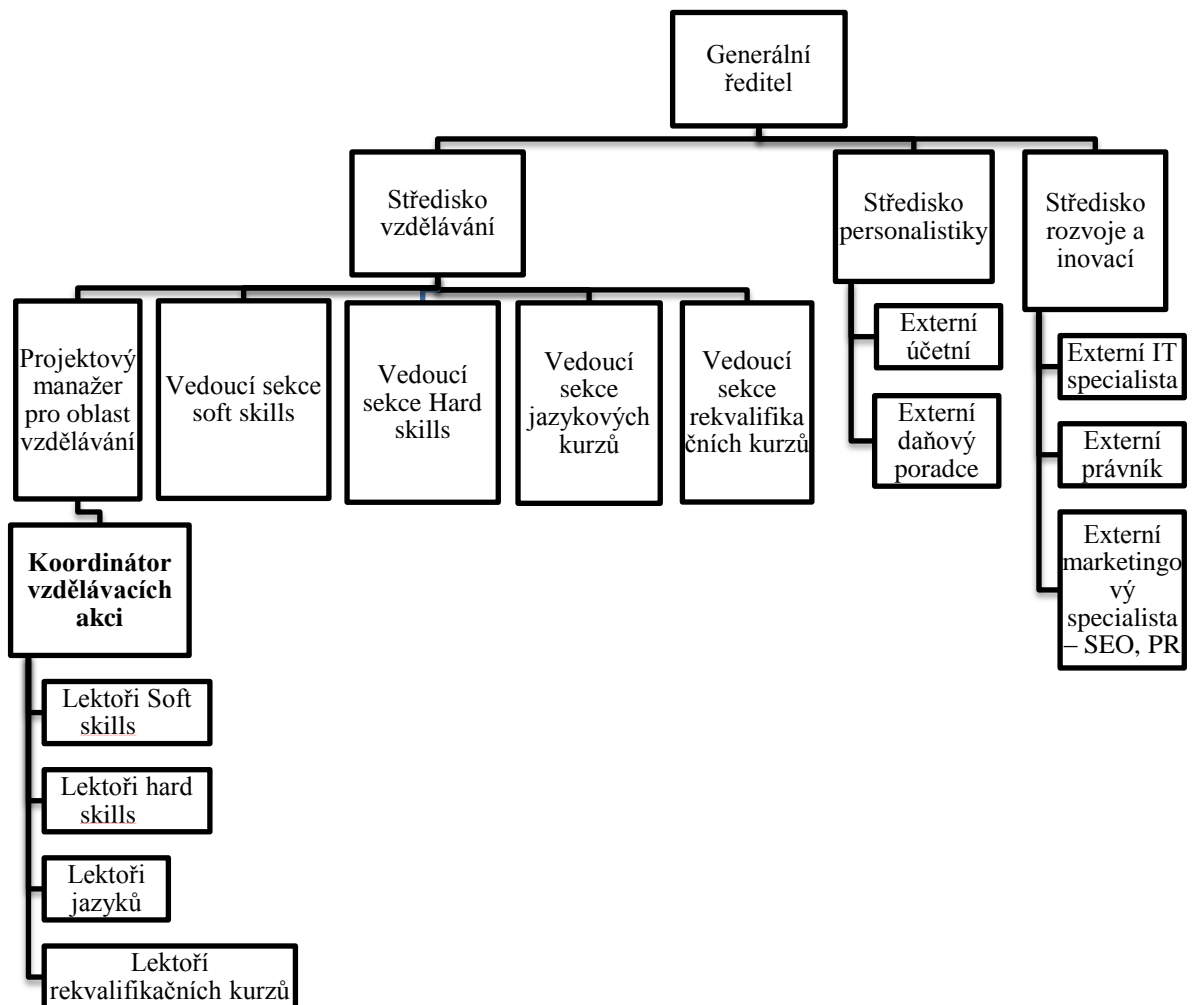 Generální
ředitel
Středisko
vzdělávání
Středisko
personalistiky
Středisko
rozvoje a
inovací
Projektový
manažer
pro oblast
vzdělávání
Vedoucí sekce
soft skills
Vedoucí
sekce Hard
skills
Vedoucí
sekce
jazykových
kurzů
Vedoucí
sekce
rekvalifika
čních kurzů
Externí
účetní
Externí
daňový
poradce
Externí IT
specialista
Externí
právník
Externí
marketingo
vý
specialista
– SEO, PR
Koordinátor
vzdělávacích
akci
Lektoři Soft
skills
Lektoři hard
skills
Lektoři
jazyků
Lektoří
rekvalifikačních kurzů